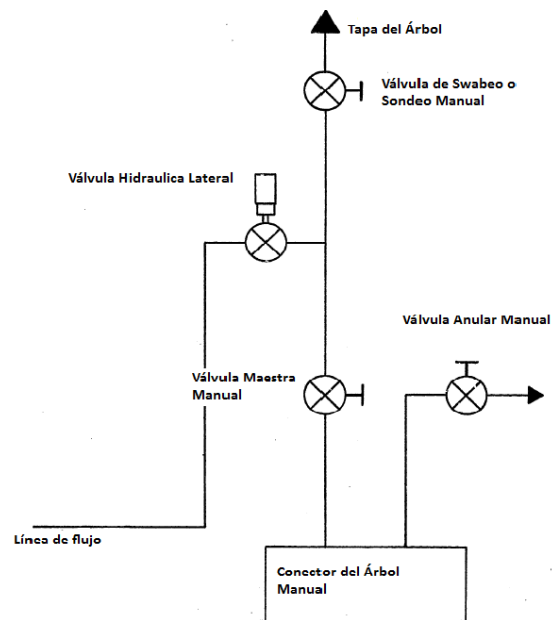 Tapa del Árbol
Válvula de Swabeo o
Sondeo Manual
Válvula Hidraulica Lateral
Válvula Anular Manual
Válvula Maestra
Manual
Línea de flujo
Conector del Árbol
Manual